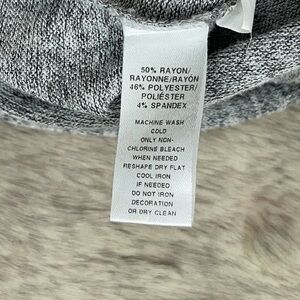 50% RAYON/
RAYONNE/RAYÓN
46% POLYESTER/
POLIÉSTER
4% SPANDEX
MACHINE WASH
COLD
ONLY NON-
CHLORINE BLEACH
WHEN NEEDED
RESHAPE DRY FLAT
COOL IRON
IF NEEDED
DO NOT IRON
DECORATION
OR DRY CLEAN